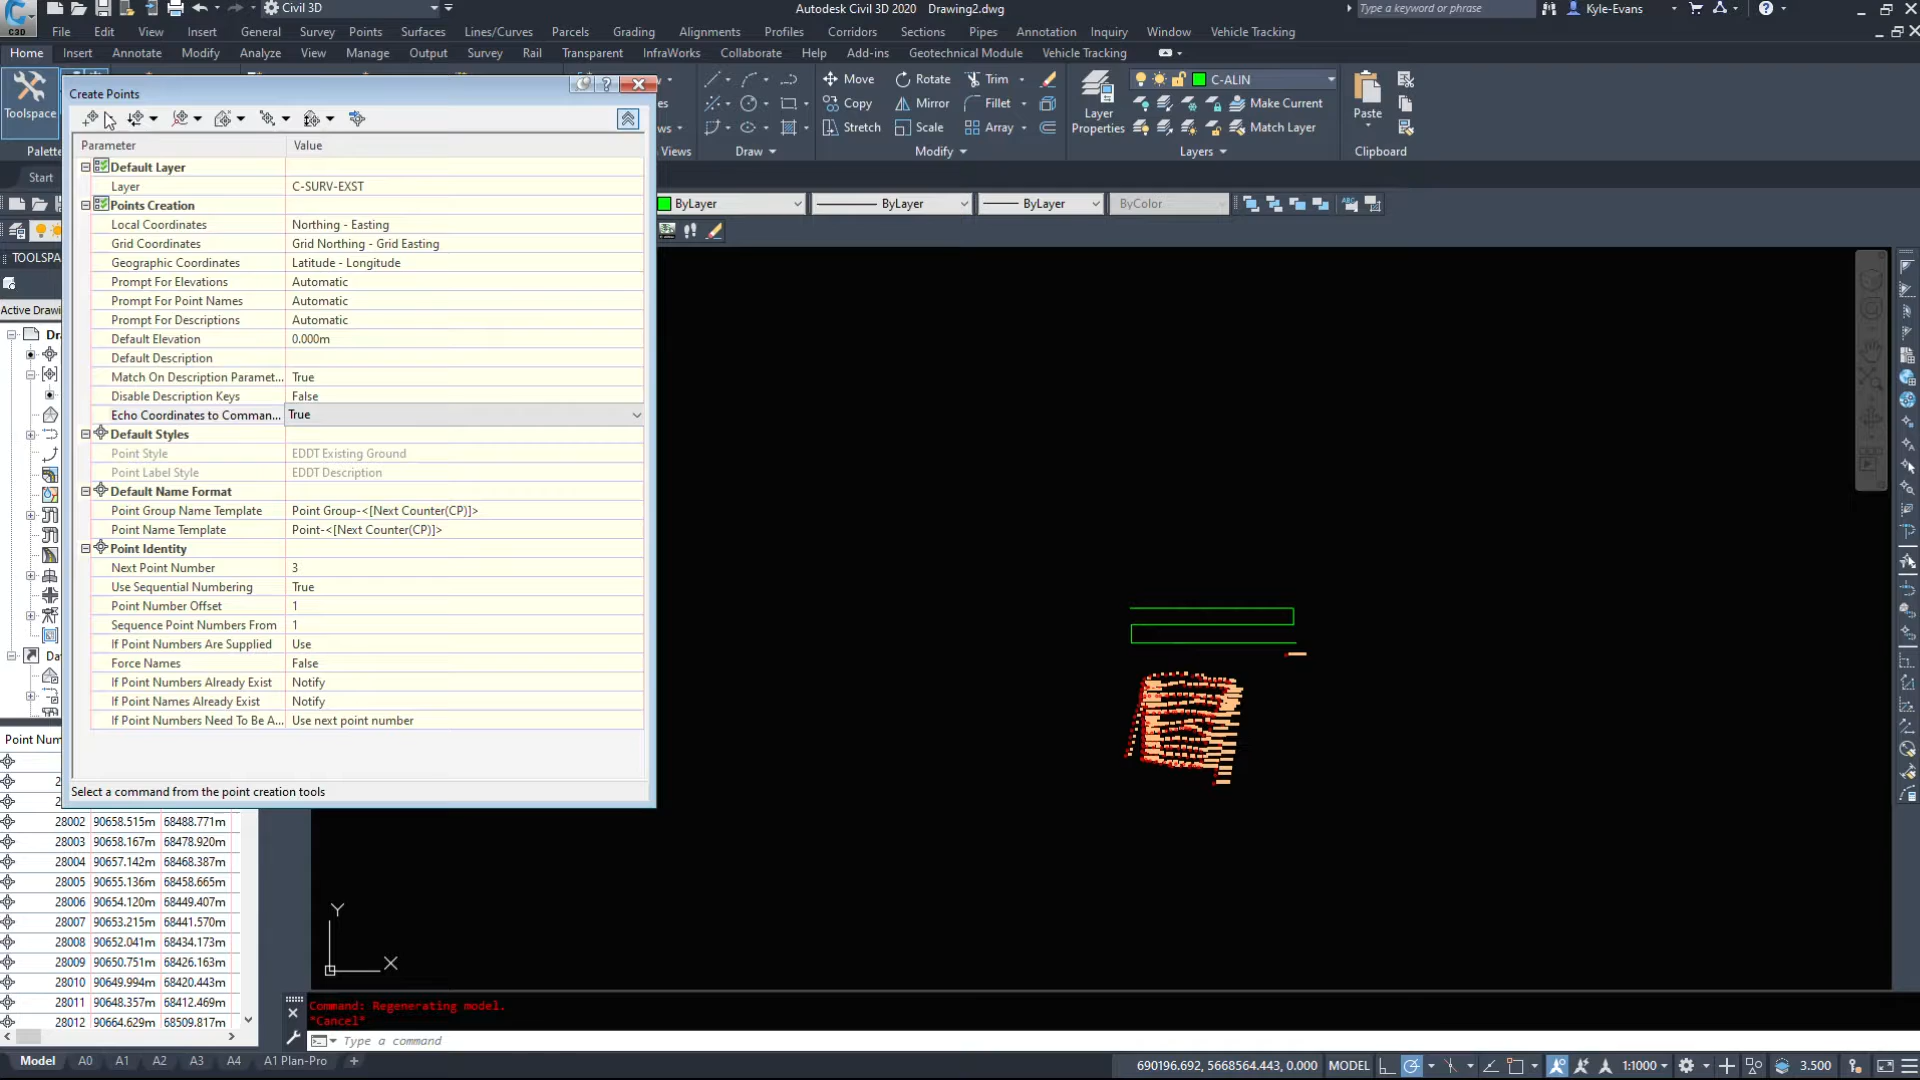 C3D
Civil 3D
Autodesk Civil 3D 2020 Drawing2.dwg
Type a keyword or phrase
Kyle-Evans
File Edit View Insert General Survey Points Surfaces Lines/Curves Parcels Grading Alignments Profiles Corridors Sections Pipes Annotation Inquiry Window Vehicle Tracking
Home Insert Annotate Modify Analyze View Manage Output Survey Rail Transparent InfraWorks Collaborate Help Add-ins Geotechnical Module Vehicle Tracking
Toolspace
Palette
Views
Draw
Move Rotate Trim
Copy Mirror Fillet
Stretch Scale Array
Modify
Layer
Properties
C-ALIN
Make Current
Match Layer
Layers
Paste
Clipboard
Start
ByLayer ByLayer ByLayer ByColor
TOOLSPA
Active Drawi
Create Points
Parameter Value
Default Layer
Layer C-SURV-EXST
Points Creation
Local Coordinates Northing - Easting
Grid Coordinates Grid Northing - Grid Easting
Geographic Coordinates Latitude - Longitude
Prompt For Elevations Automatic
Prompt For Point Names Automatic
Prompt For Descriptions Automatic
Default Elevation 0.000m
Default Description
Match On Description Paramet... True
Disable Description Keys False
Echo Coordinates to Comman... True
Default Styles
Point Style EDDT Existing Ground
Point Label Style EDDT Description
Default Name Format
Point Group Name Template Point Group-<[Next Counter(CP)]>
Point Name Template Point-<[Next Counter(CP)]>
Point Identity
Next Point Number 3
Use Sequential Numbering True
Point Number Offset 1
Sequence Point Numbers From 1
If Point Numbers Are Supplied Use
Force Names False
If Point Numbers Already Exist Notify
If Point Names Already Exist Notify
If Point Numbers Need To Be A... Use next point number
Select a command from the point creation tools
Point Num
28002 90658.515m 68488.771m
28003 90658.167m 68478.920m
28004 90657.142m 68468.387m
28005 90655.136m 68458.665m
28006 90654.120m 68449.407m
28007 90653.215m 68441.570m
28008 90652.041m 68434.173m
28009 90650.751m 68426.163m
28010 90649.994m 68420.443m
28011 90648.357m 68412.469m
28012 90664.629m 68509.817m
Y
X
Command: Regenerating model.
*Cancel*
Type a command
Model A0 A1 A2 A3 A4 A1 Plan-Pro
690196.692, 5668564.443, 0.000 MODEL 1:1000 3.500